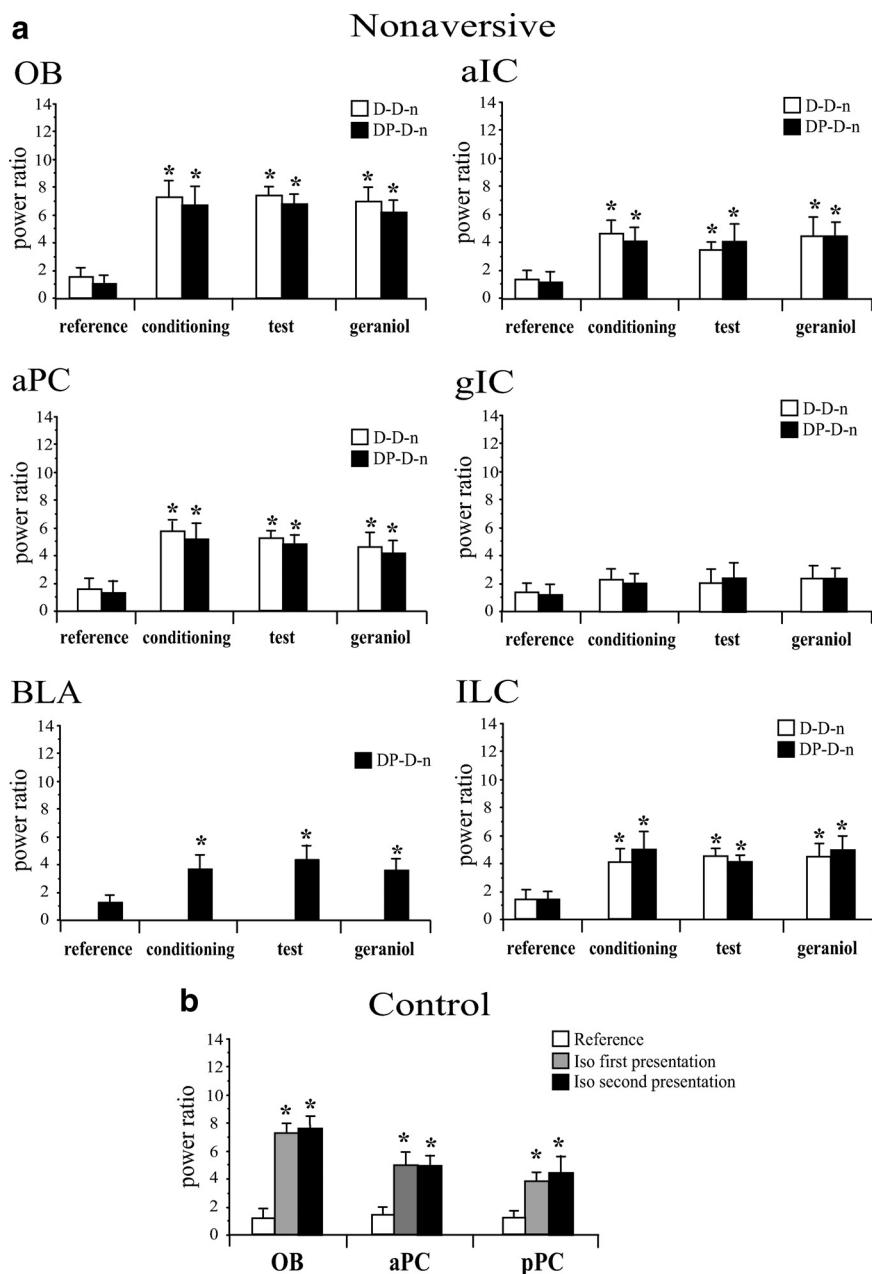 a
Nonaversive
OB
14
12
10
8
6
4
2
0
power ratio
D-D-n
DP-D-n
* * * * * *
reference conditioning test geraniol
aIC
14
12
10
8
6
4
2
0
power ratio
D-D-n
DP-D-n
* * * * * *
reference conditioning test geraniol
aPC
14
12
10
8
6
4
2
0
power ratio
D-D-n
DP-D-n
* * * * * *
reference conditioning test geraniol
gIC
14
12
10
8
6
4
2
0
power ratio
D-D-n
DP-D-n
reference conditioning test geraniol
BLA
14
12
10
8
6
4
2
0
power ratio
DP-D-n
* * *
reference conditioning test geraniol
ILC
14
12
10
8
6
4
2
0
power ratio
D-D-n
DP-D-n
* * * * * *
reference conditioning test geraniol
b
Control
14
12
10
8
6
4
2
0
power ratio
Reference
Iso first presentation
Iso second presentation
* * * * * *
OB aPC pPC